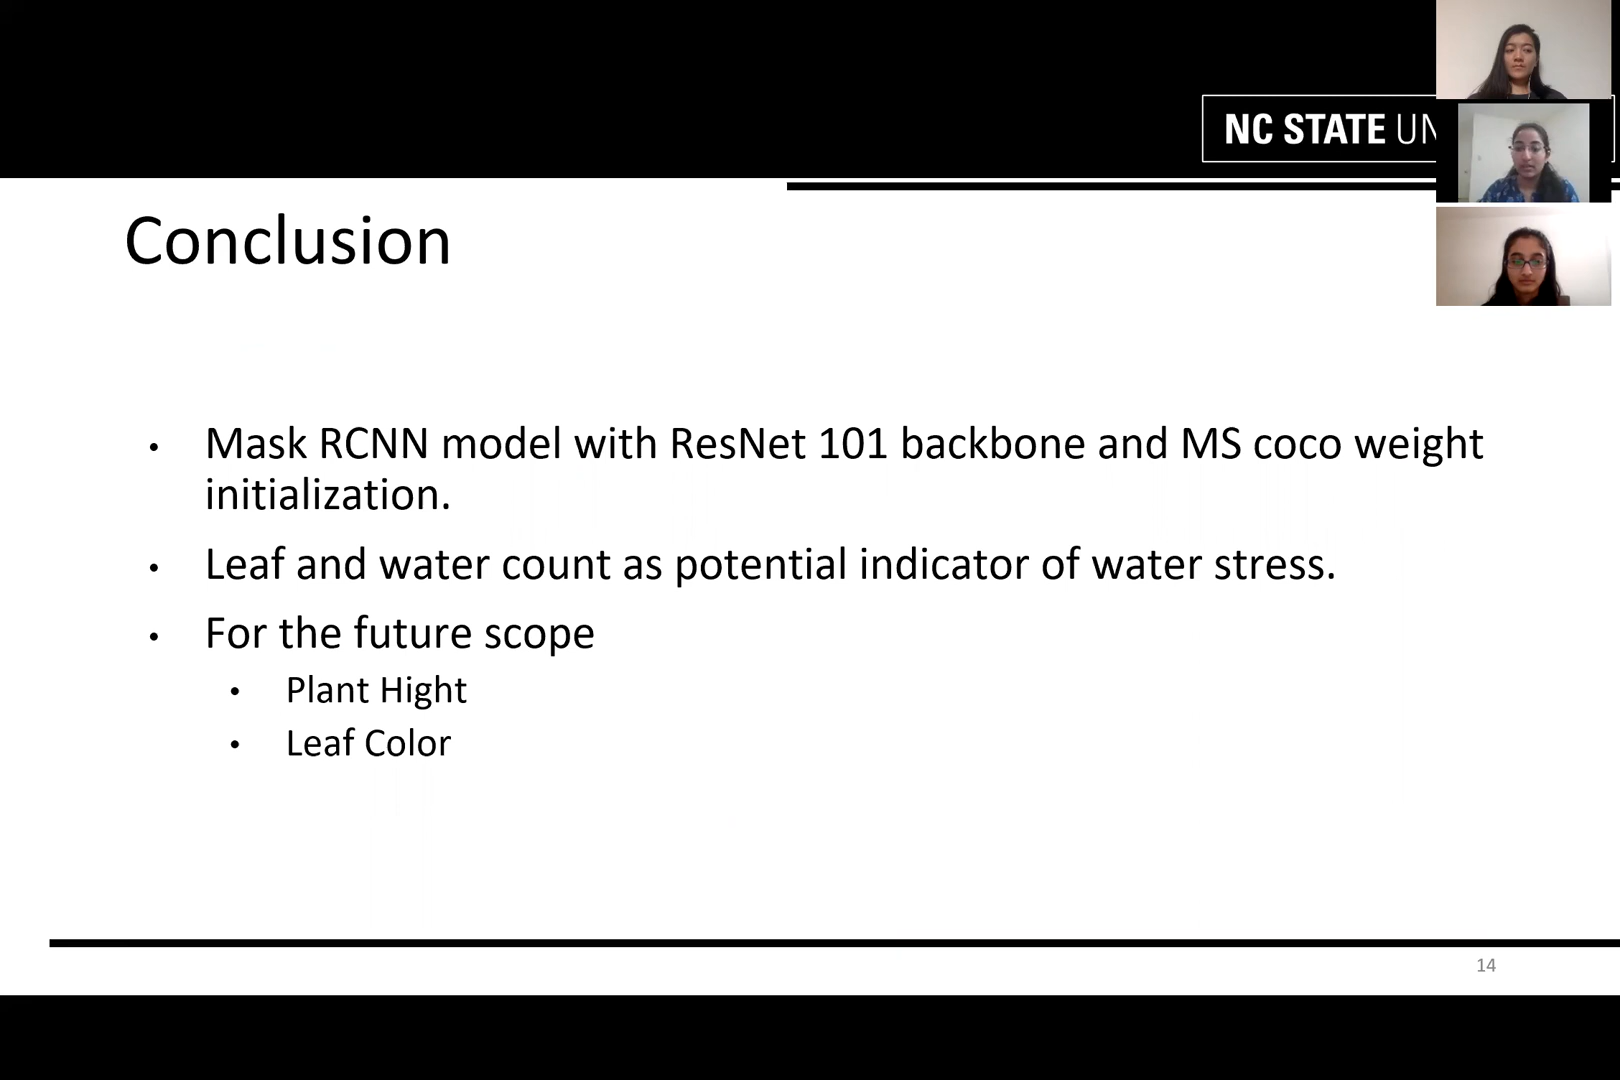 NC STATE UN
Conclusion
• Mask RCNN model with ResNet 101 backbone and MS coco weight
initialization.
• Leaf and water count as potential indicator of water stress.
• For the future scope
• Plant Hight
• Leaf Color
14